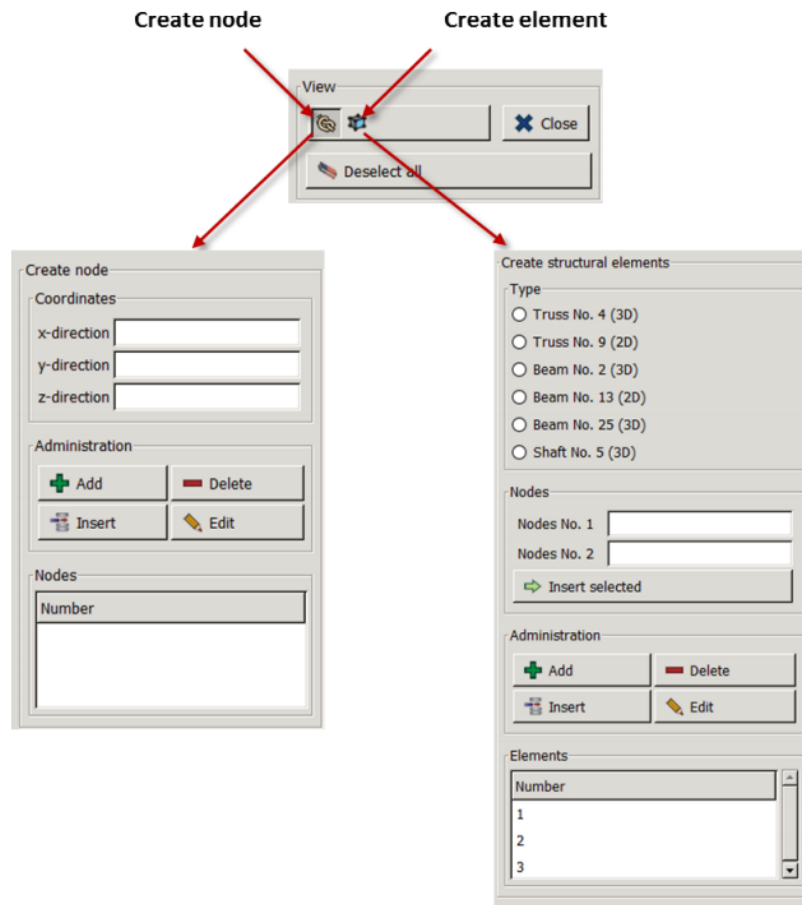 Create node
Create element
View
Close
Deselect all
Create node
Coordinates
x-direction
y-direction
z-direction
Administration
Add
Delete
Insert
Edit
Nodes
Number
Create structural elements
Type
Truss No. 4 (3D)
Truss No. 9 (2D)
Beam No. 2 (3D)
Beam No. 13 (2D)
Beam No. 25 (3D)
Shaft No. 5 (3D)
Nodes
Nodes No. 1
Nodes No. 2
Insert selected
Administration
Add
Delete
Insert
Edit
Elements
Number
1
2
3